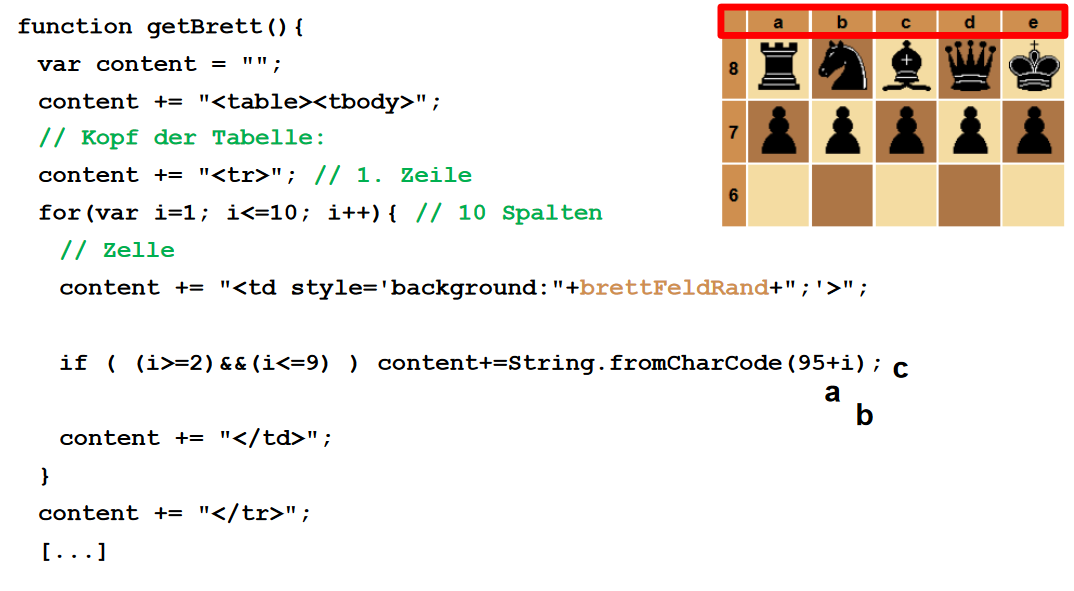 function getBrett(){
var content = "";
content += "<table><tbody>";
// Kopf der Tabelle:
content += "<tr>"; // 1. Zeile
for(var i=1; i<=10; i++){ // 10 Spalten
// Zelle
content += "<td style='background:"+brettFeldRand+";'>";
if ( (i>=2)&&(i<=9) ) content+=String.fromCharCode(95+i); c
a
b
content += "</td>";
}
content += "</tr>";
[...]
a b c d e
8
7
6